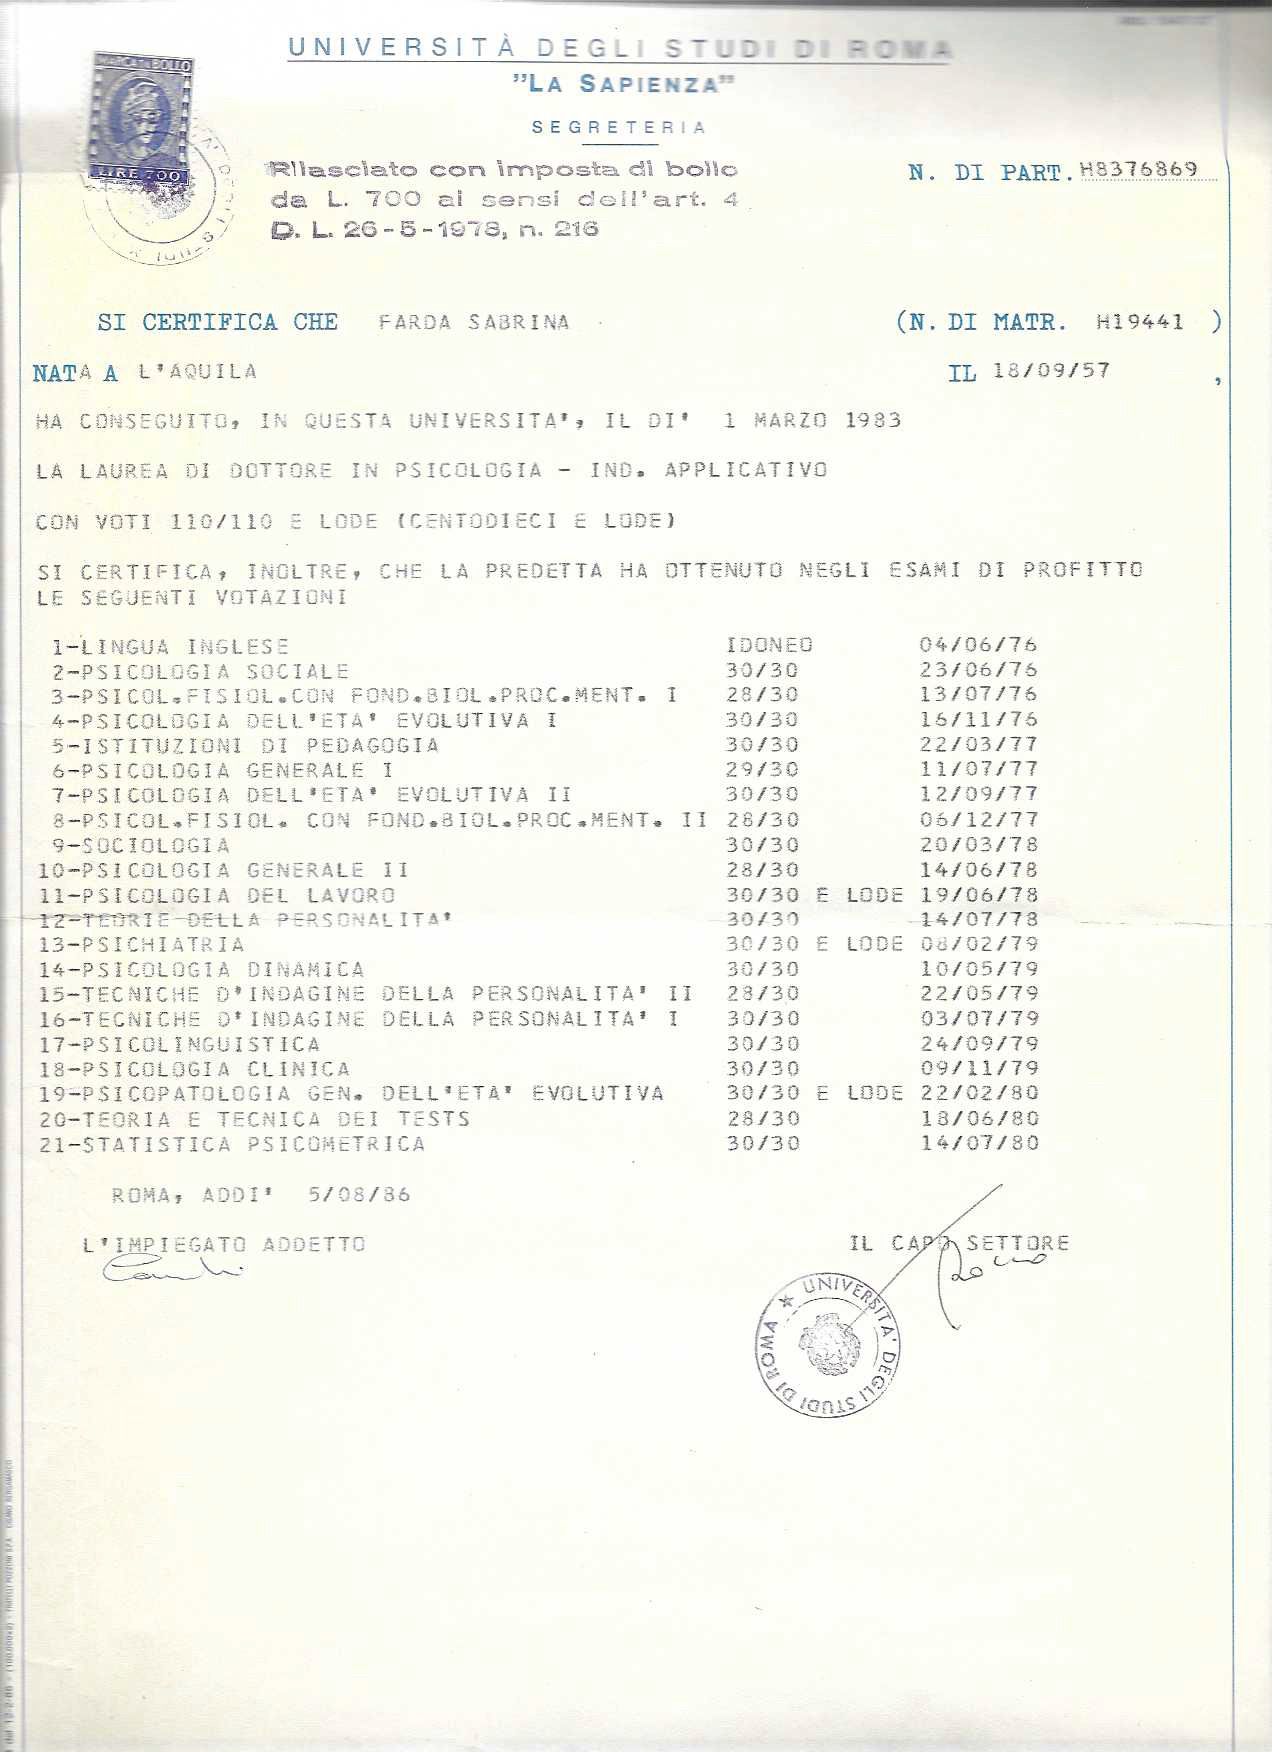 UNIVERSITÀ DEGLI STUDI DI ROMA
"LA SAPIENZA"
SEGRETERIA
MARCA DA BOLLO
LIRE 700
Rilasciato con imposta di bollo
da L. 700 ai sensi dell'art. 4
D. L. 26-5-1978, n. 216
N. DI PART. H8376869
SI CERTIFICA CHE FARDA SABRINA (N. DI MATR. H19441 )
NATA A L'AQUILA IL 18/09/57 ,
HA CONSEGUITO, IN QUESTA UNIVERSITA', IL DI' 1 MARZO 1983
LA LAUREA DI DOTTORE IN PSICOLOGIA - IND. APPLICATIVO
CON VOTI 110/110 E LODE (CENTODIECI E LODE)
SI CERTIFICA, INOLTRE, CHE LA PREDETTA HA OTTENUTO NEGLI ESAMI DI PROFITTO
LE SEGUENTI VOTAZIONI
1-LINGUA INGLESE IDONEO 04/06/76
2-PSICOLOGIA SOCIALE 30/30 23/06/76
3-PSICOL.FISIOL.CON FOND.BIOL.PROC.MENT. I 28/30 13/07/76
4-PSICOLOGIA DELL'ETA' EVOLUTIVA I 30/30 16/11/76
5-ISTITUZIONI DI PEDAGOGIA 30/30 22/03/77
6-PSICOLOGIA GENERALE I 29/30 11/07/77
7-PSICOLOGIA DELL'ETA' EVOLUTIVA II 30/30 12/09/77
8-PSICOL.FISIOL. CON FOND.BIOL.PROC.MENT. II 28/30 06/12/77
9-SOCIOLOGIA 30/30 20/03/78
10-PSICOLOGIA GENERALE II 28/30 14/06/78
11-PSICOLOGIA DEL LAVORO 30/30 E LODE 19/06/78
12-TEORIE DELLA PERSONALITA' 30/30 14/07/78
13-PSICHIATRIA 30/30 E LODE 08/02/79
14-PSICOLOGIA DINAMICA 30/30 10/05/79
15-TECNICHE D'INDAGINE DELLA PERSONALITA' II 28/30 22/05/79
16-TECNICHE D'INDAGINE DELLA PERSONALITA' I 30/30 03/07/79
17-PSICOLINGUISTICA 30/30 24/09/79
18-PSICOLOGIA CLINICA 30/30 09/11/79
19-PSICOPATOLOGIA GEN. DELL'ETA' EVOLUTIVA 30/30 E LODE 22/02/80
20-TEORIA E TECNICA DEI TESTS 28/30 18/06/80
21-STATISTICA PSICOMETRICA 30/30 14/07/80
ROMA, ADDI' 5/08/86
L'IMPIEGATO ADDETTO IL CAPO SETTORE
UNIVERSITA' DEGLI STUDI DI ROMA